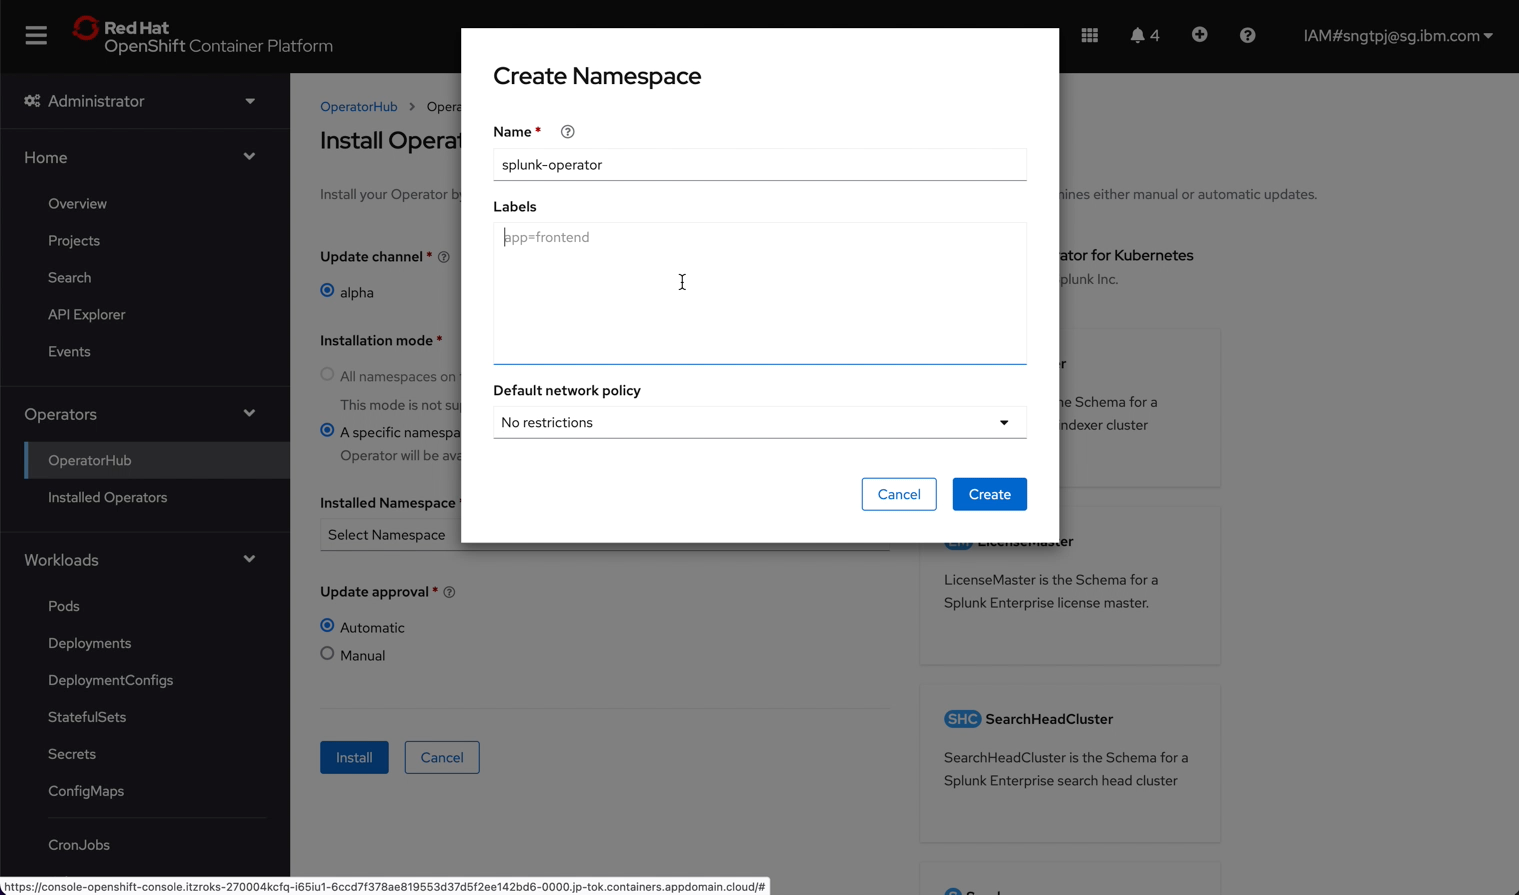 Red Hat
OpenShift Container Platform
4
IAM#sngtpj@sg.ibm.com
Administrator
Home
Overview
Projects
Search
API Explorer
Events
Operators
OperatorHub
Installed Operators
Workloads
Pods
Deployments
DeploymentConfigs
StatefulSets
Secrets
ConfigMaps
CronJobs
OperatorHub > Opera
Install Operat
Install your Operator by
mines either manual or automatic updates.
Update channel *
alpha
Installation mode *
All namespaces on
This mode is not su
A specific namespa
Operator will be ava
Installed Namespace
Select Namespace
Update approval *
Automatic
Manual
Install
Cancel
Create Namespace
Name *
splunk-operator
Labels
app=frontend
Default network policy
No restrictions
Cancel
Create
ator for Kubernetes
plunk Inc.
he Schema for a
ndexer cluster
LicenseMaster
LicenseMaster is the Schema for a
Splunk Enterprise license master.
SHC SearchHeadCluster
SearchHeadCluster is the Schema for a
Splunk Enterprise search head cluster
https://console-openshift-console.itzroks-270004kcfq-i65iu1-6ccd7f378ae819553d37d5f2ee142bd6-0000.jp-tok.containers.appdomain.cloud/#